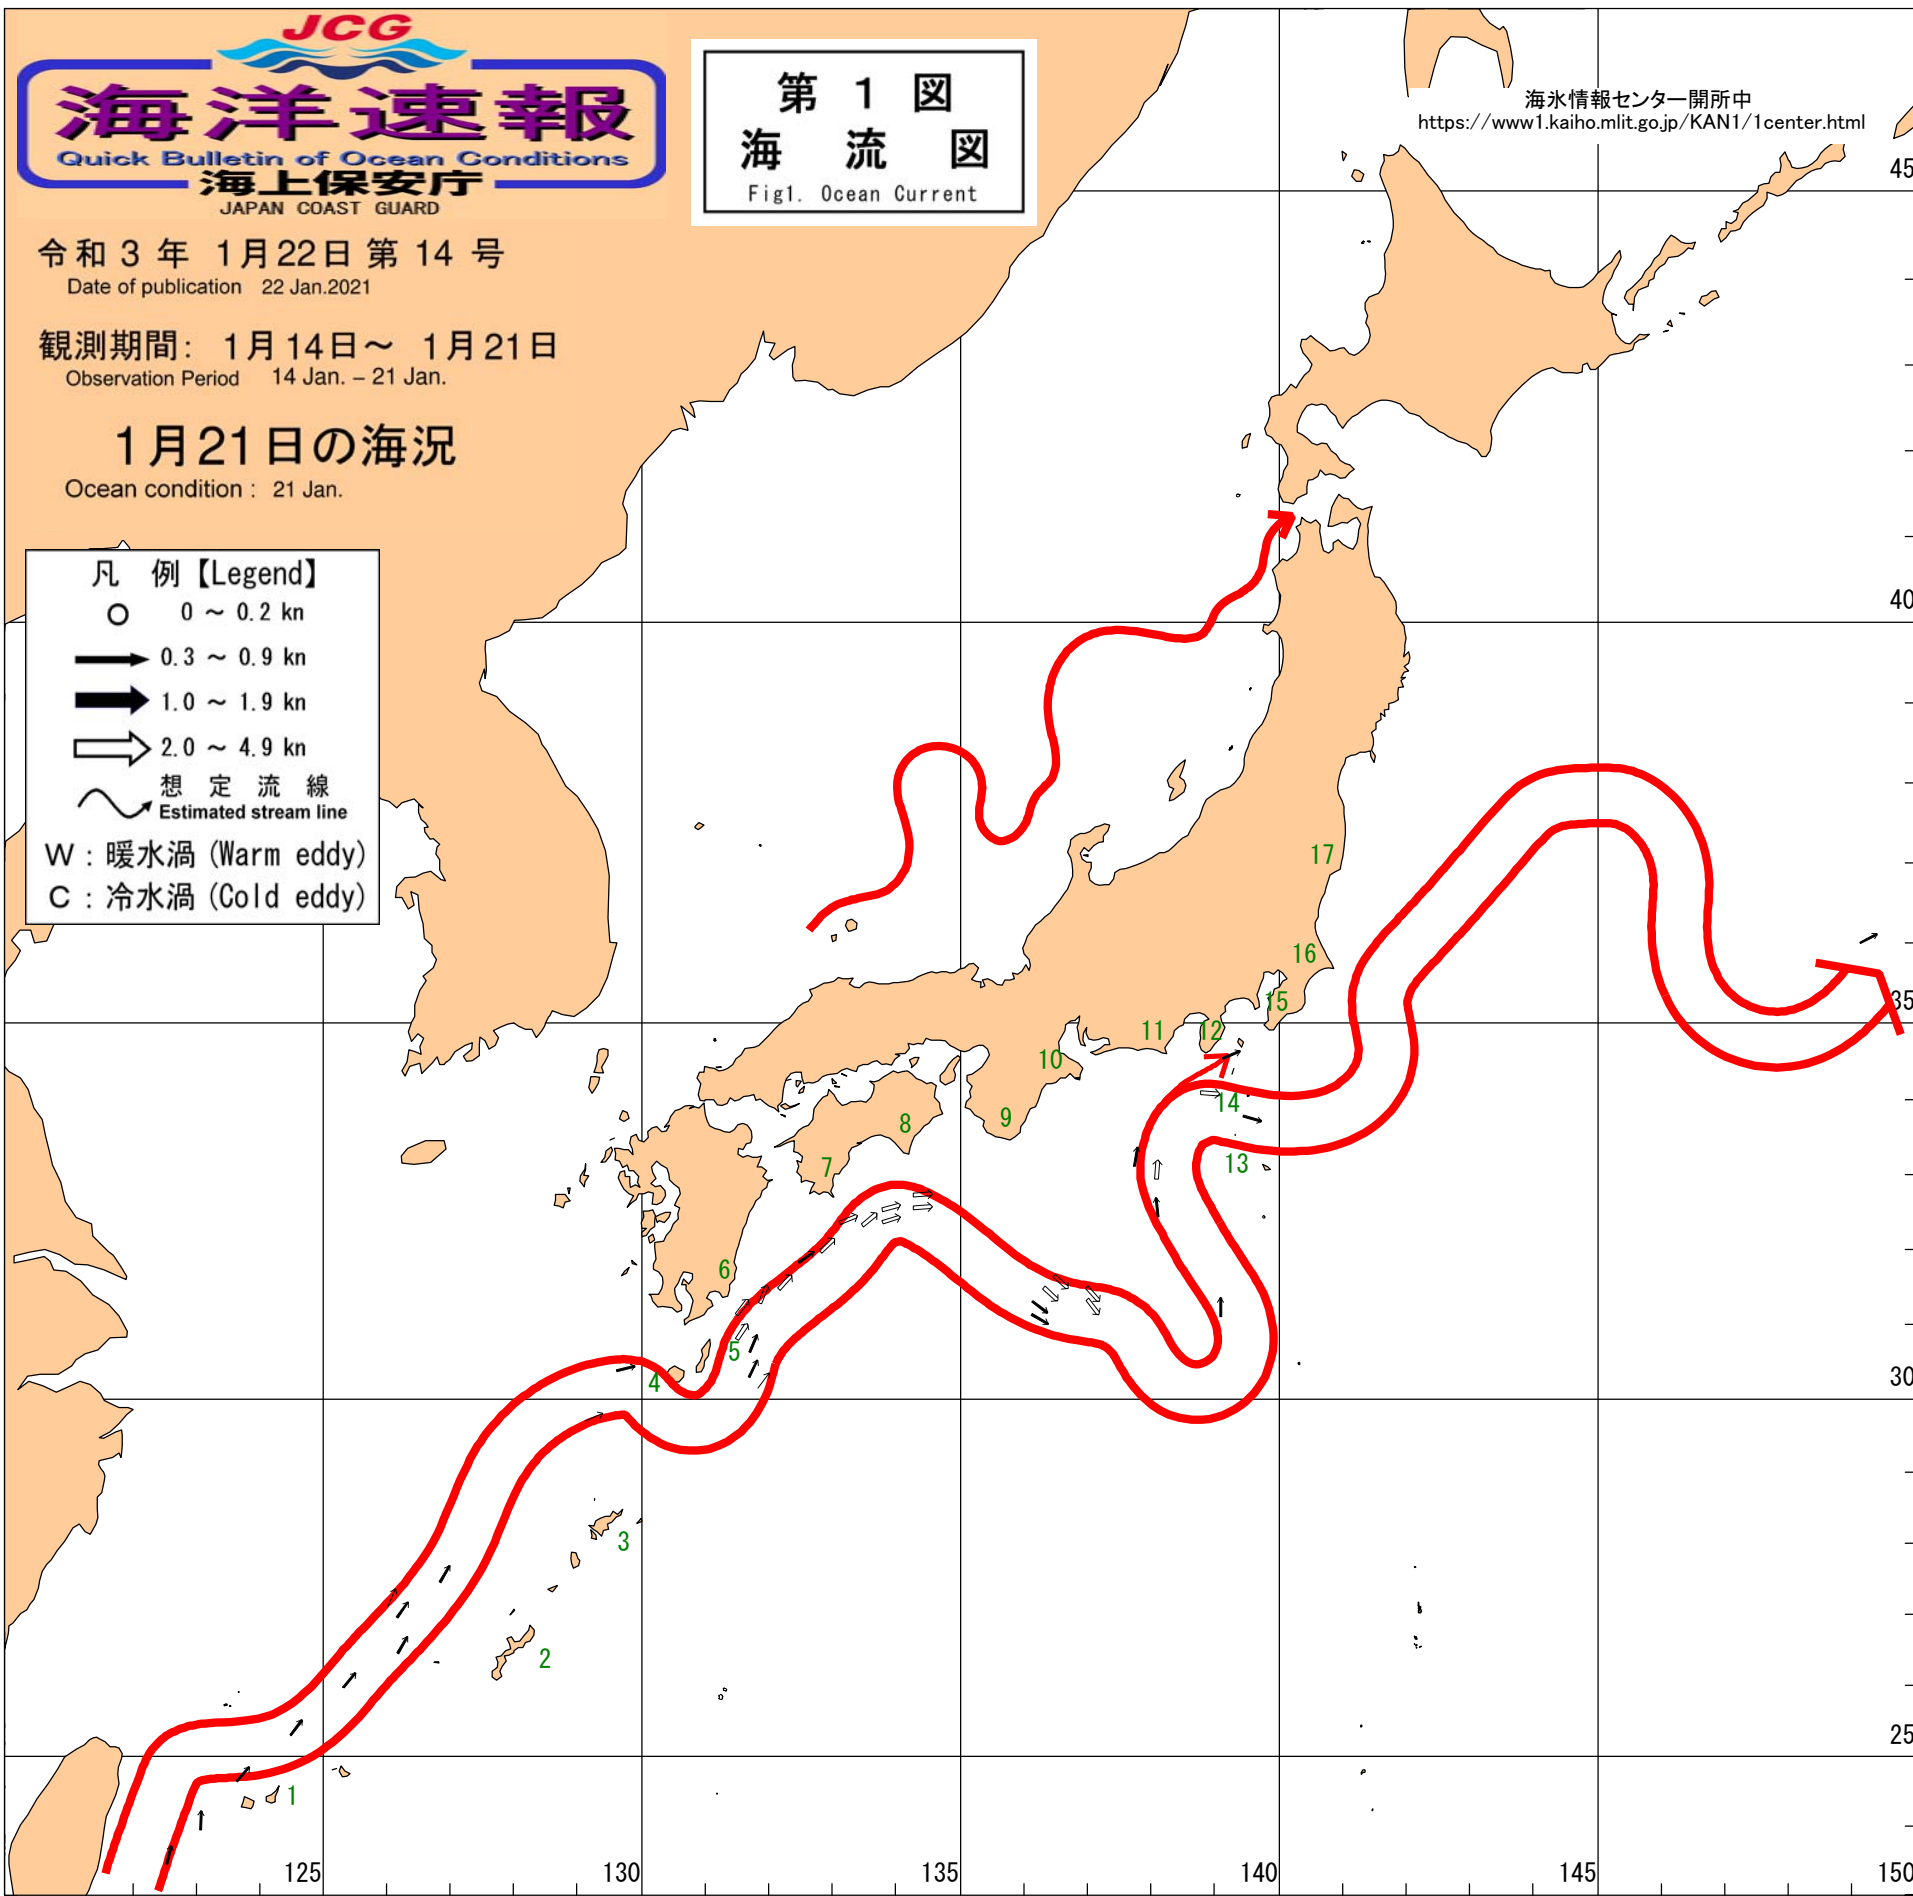 JCG
海洋速報
Quick Bulletin of Ocean Conditions
海上保安庁
JAPAN COAST GUARD
第 1 図
海 流 図
Fig1. Ocean Current
海氷情報センター開所中
https://www1.kaiho.mlit.go.jp/KAN1/1center.html
令和 3 年 1月22日 第 14 号
Date of publication 22 Jan.2021
観測期間: 1月14日~ 1月21日
Observation Period 14 Jan. – 21 Jan.
1月21日の海況
Ocean condition : 21 Jan.
凡 例【Legend】
0 ~ 0.2 kn
0.3 ~ 0.9 kn
1.0 ~ 1.9 kn
2.0 ~ 4.9 kn
想 定 流 線
Estimated stream line
W : 暖水渦 (Warm eddy)
C : 冷水渦 (Cold eddy)
45
40
17
16
35
15
12
11
10
14
9
8
13
7
6
5
4
30
3
2
25
1
125
130
135
140
145
150